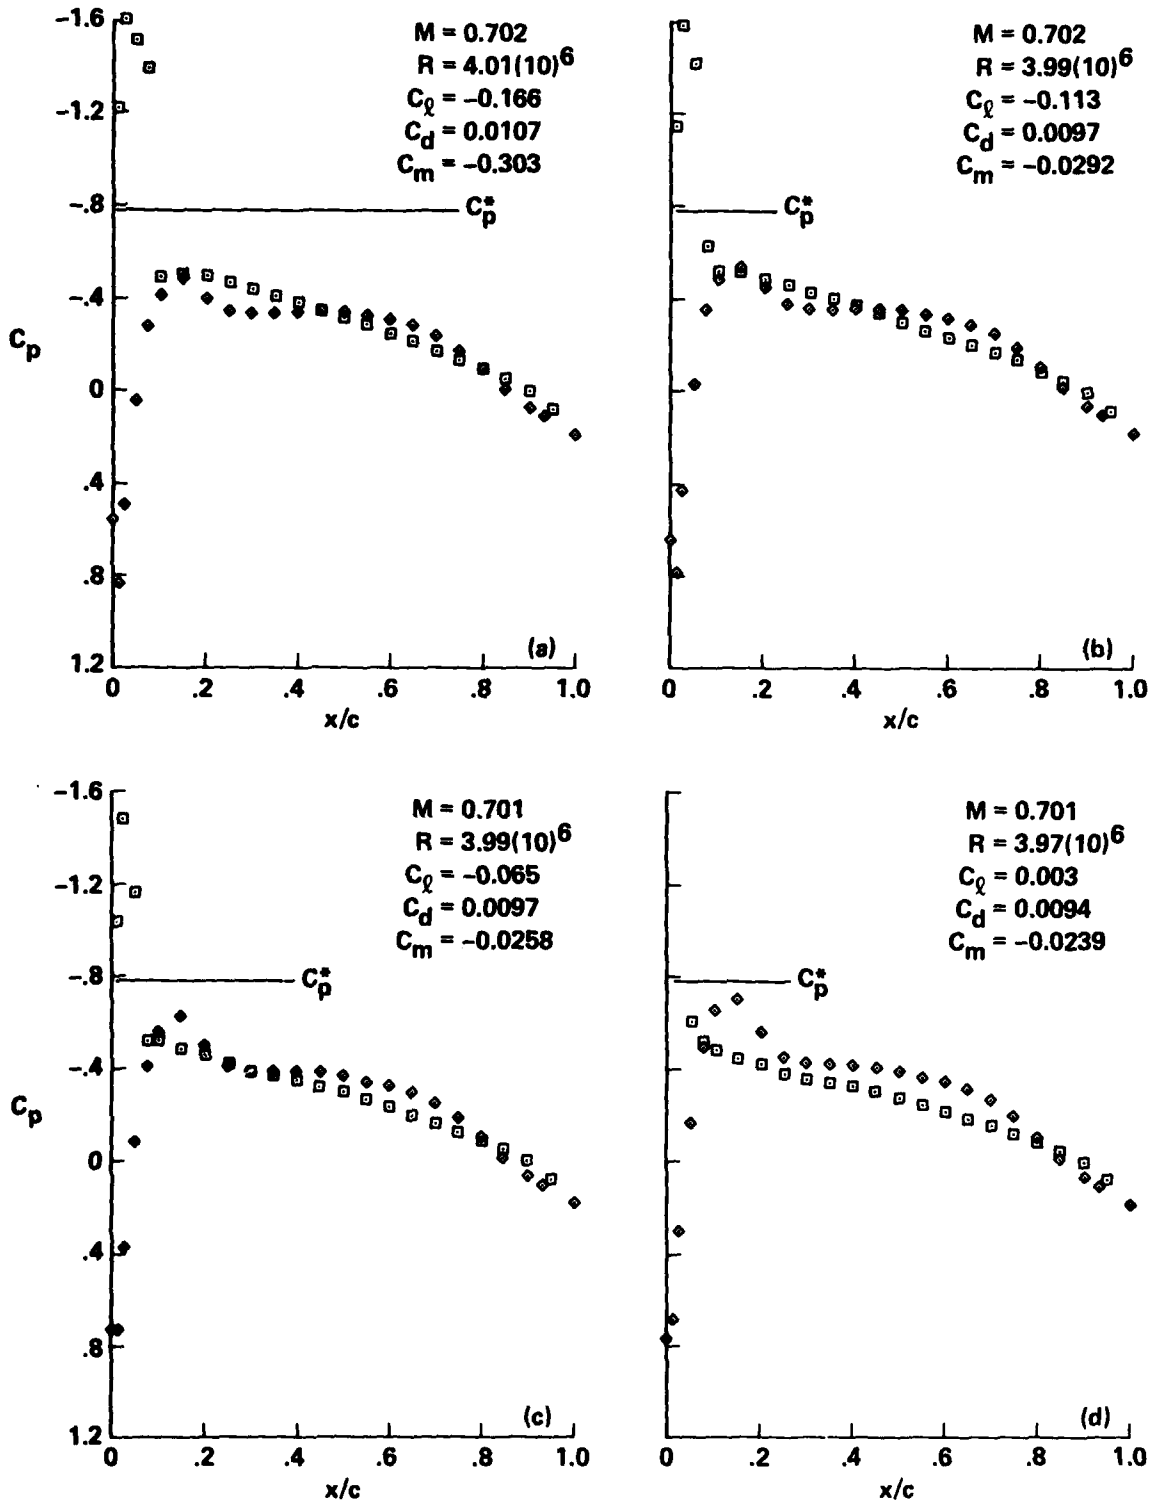 -1.6
-1.2
-.8
-.4
0
.4
.8
1.2
Cp
M = 0.702
R = 4.01(10)6
Cℓ = -0.166
Cd = 0.0107
Cm = -0.303
Cp*
(a)
0 .2 .4 .6 .8 1.0
x/c
M = 0.702
R = 3.99(10)6
Cℓ = -0.113
Cd = 0.0097
Cm = -0.0292
Cp*
(b)
0 .2 .4 .6 .8 1.0
x/c
-1.6
-1.2
-.8
-.4
0
.4
.8
1.2
Cp
M = 0.701
R = 3.99(10)6
Cℓ = -0.065
Cd = 0.0097
Cm = -0.0258
Cp*
(c)
0 .2 .4 .6 .8 1.0
x/c
M = 0.701
R = 3.97(10)6
Cℓ = 0.003
Cd = 0.0094
Cm = -0.0239
Cp*
(d)
0 .2 .4 .6 .8 1.0
x/c